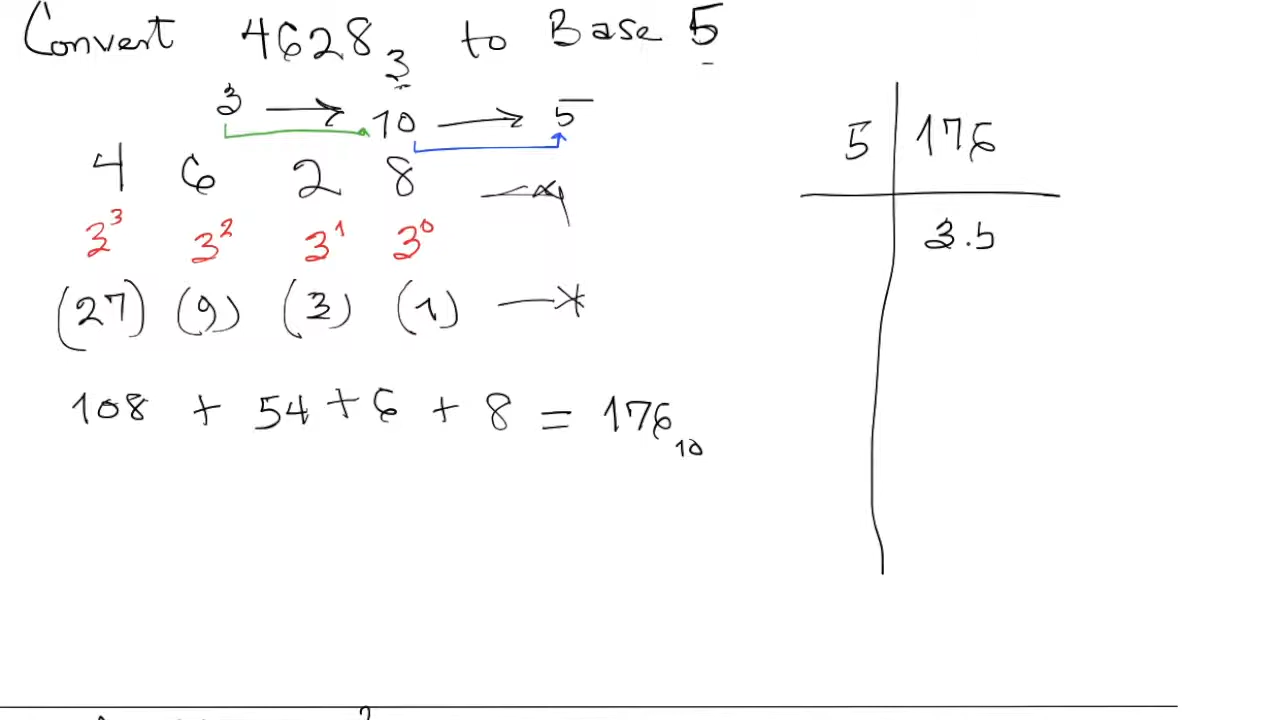 Convert 4628₃ to Base 5
3 → 10 → 5
4 6 2 8
3³ 3² 3¹ 3⁰
(27) (9) (3) (1)
108 + 54 + 6 + 8 = 176₁₀
5 | 176
3.5